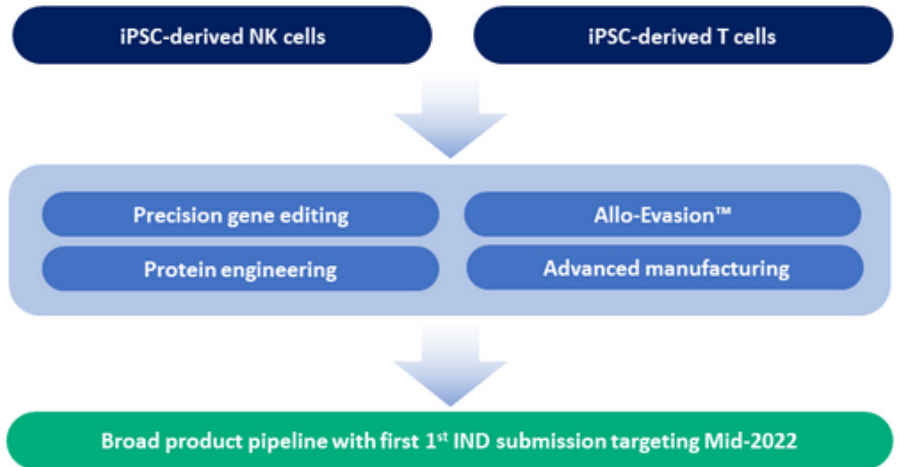 iPSC-derived NK cells
iPSC-derived T cells
Precision gene editing
Allo-Evasion™
Protein engineering
Advanced manufacturing
Broad product pipeline with first 1st IND submission targeting Mid-2022